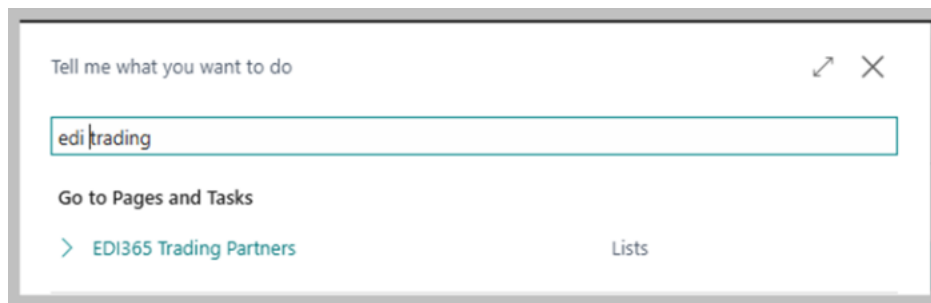 Tell me what you want to do
edi trading
Go to Pages and Tasks
EDI365 Trading Partners Lists